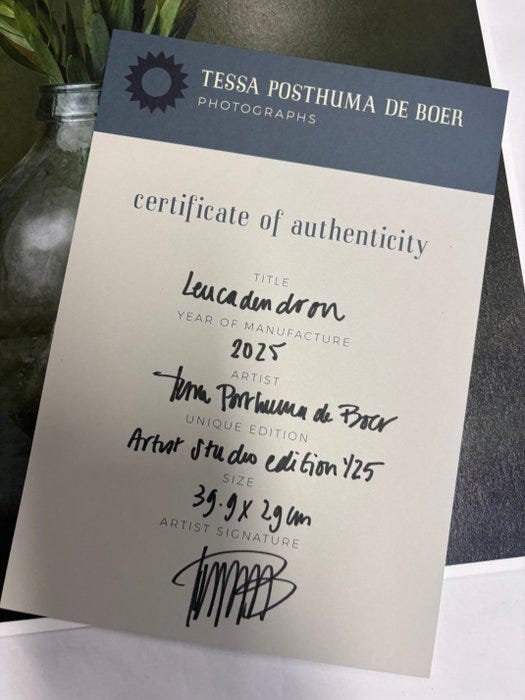 TESSA POSTHUMA DE BOER
PHOTOGRAPHS
certificate of authenticity
TITLE
Leucadendron
YEAR OF MANUFACTURE
2025
ARTIST
Tessa Posthuma de Boer
UNIQUE EDITION
Artist studio edition 1/25
SIZE
39.9 x 29 cm
ARTIST SIGNATURE